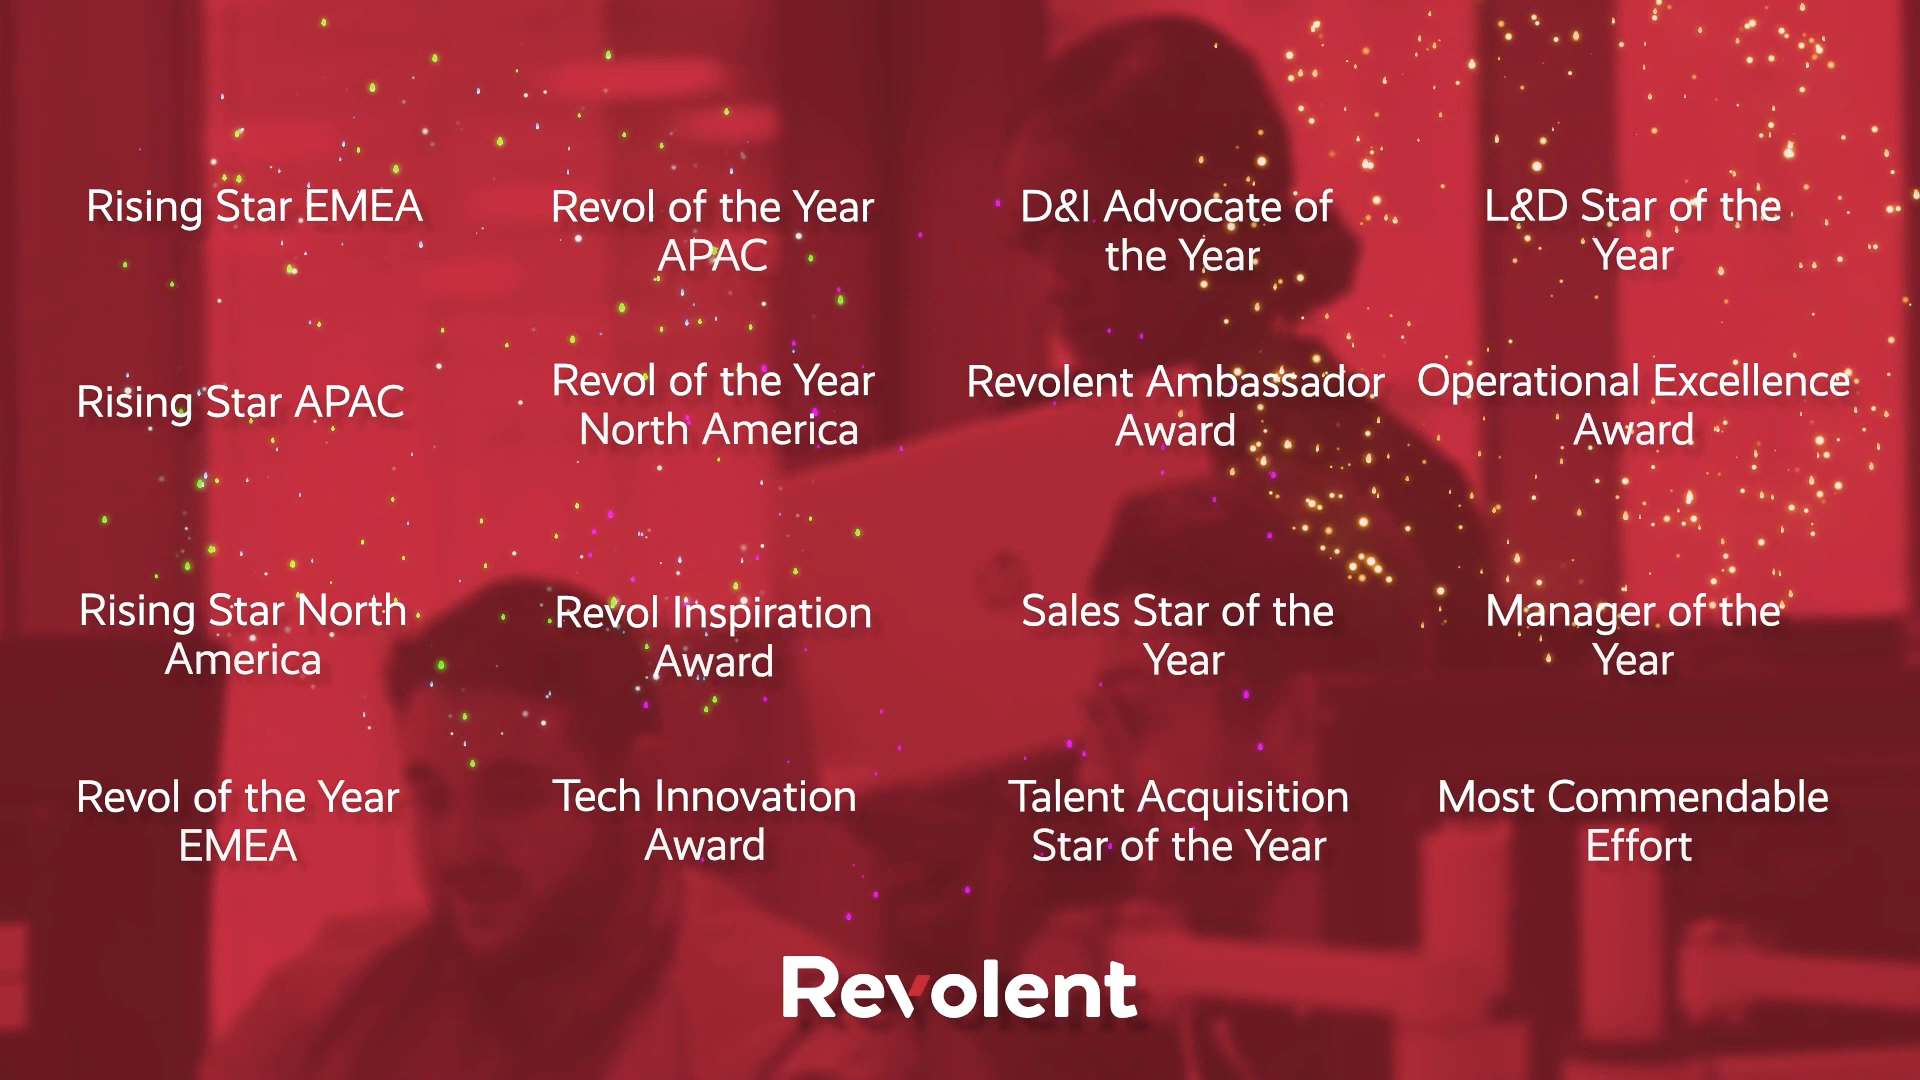 Rising Star EMEA
Revol of the Year
APAC
D&I Advocate of
the Year
L&D Star of the
Year
Rising Star APAC
Revol of the Year
North America
Revolent Ambassador
Award
Operational Excellence
Award
Rising Star North
America
Revol Inspiration
Award
Sales Star of the
Year
Manager of the
Year
Revol of the Year
EMEA
Tech Innovation
Award
Talent Acquisition
Star of the Year
Most Commendable
Effort
Revolent